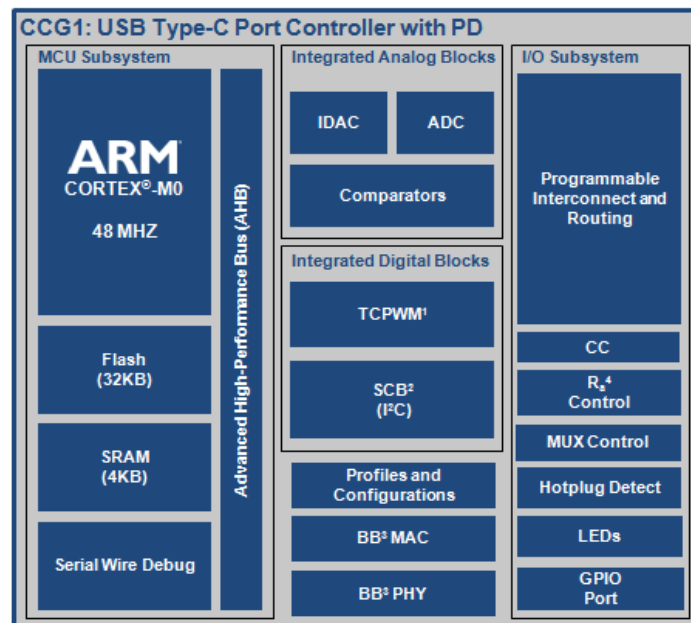 CCG1: USB Type-C Port Controller with PD
MCU Subsystem
ARM
CORTEX®-M0
48 MHZ
Flash
(32KB)
SRAM
(4KB)
Serial Wire Debug
Advanced High-Performance Bus (AHB)
Integrated Analog Blocks
IDAC
ADC
Comparators
Integrated Digital Blocks
TCPWM¹
SCB²
(I²C)
Profiles and
Configurations
BB³ MAC
BB³ PHY
I/O Subsystem
Programmable
Interconnect and
Routing
CC
Rₐ⁴
Control
MUX Control
Hotplug Detect
LEDs
GPIO
Port